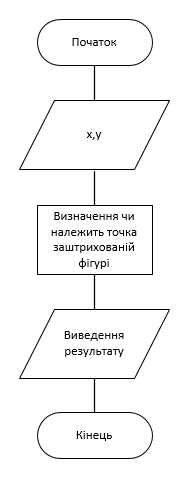 Початок
x,y
Визначення чи
належить точка
заштрихованій
фігурі
Виведення
результату
Кінець